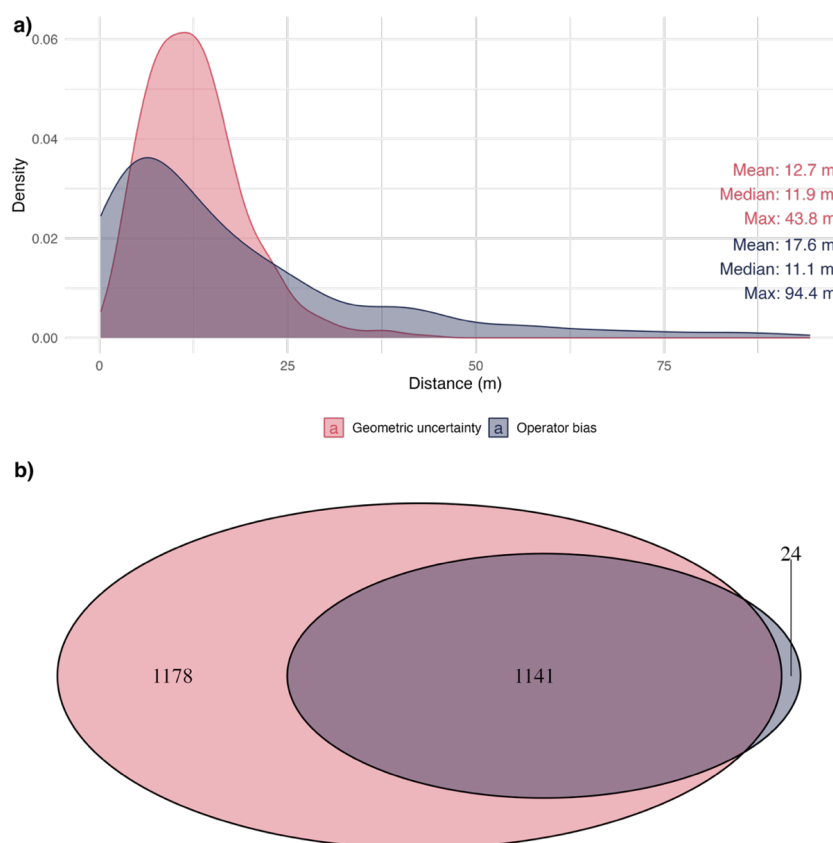 a)
0.06
0.04
0.02
0.00
Density
Mean: 12.7 m
Median: 11.9 m
Max: 43.8 m
Mean: 17.6 m
Median: 11.1 m
Max: 94.4 m
0 25 50 75
Distance (m)
a Geometric uncertainty a Operator bias
b)
24
1178 1141